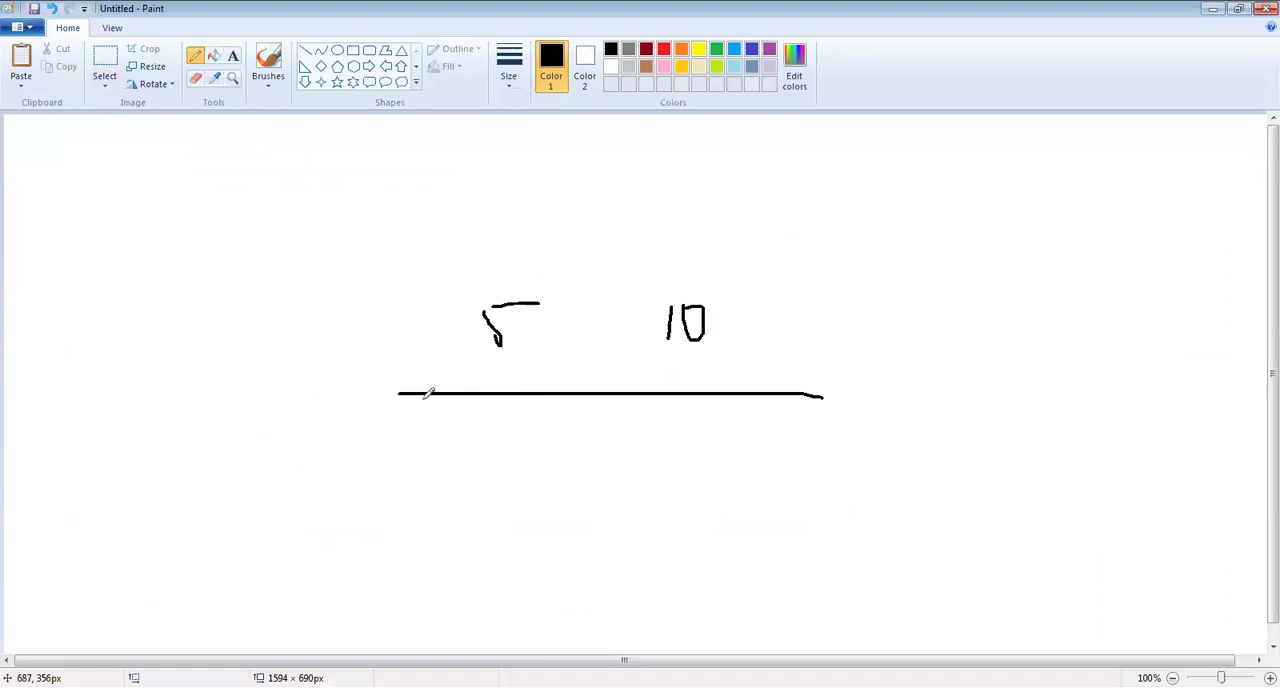 Untitled - Paint
Home View
Paste
Cut
Copy
Clipboard
Select
Crop
Resize
Rotate
Image
Tools
Brushes
Shapes
Outline
Fill
Size
Color 1
Color 2
Edit colors
Colors
5 10
687, 356px
1594 × 690px
100%